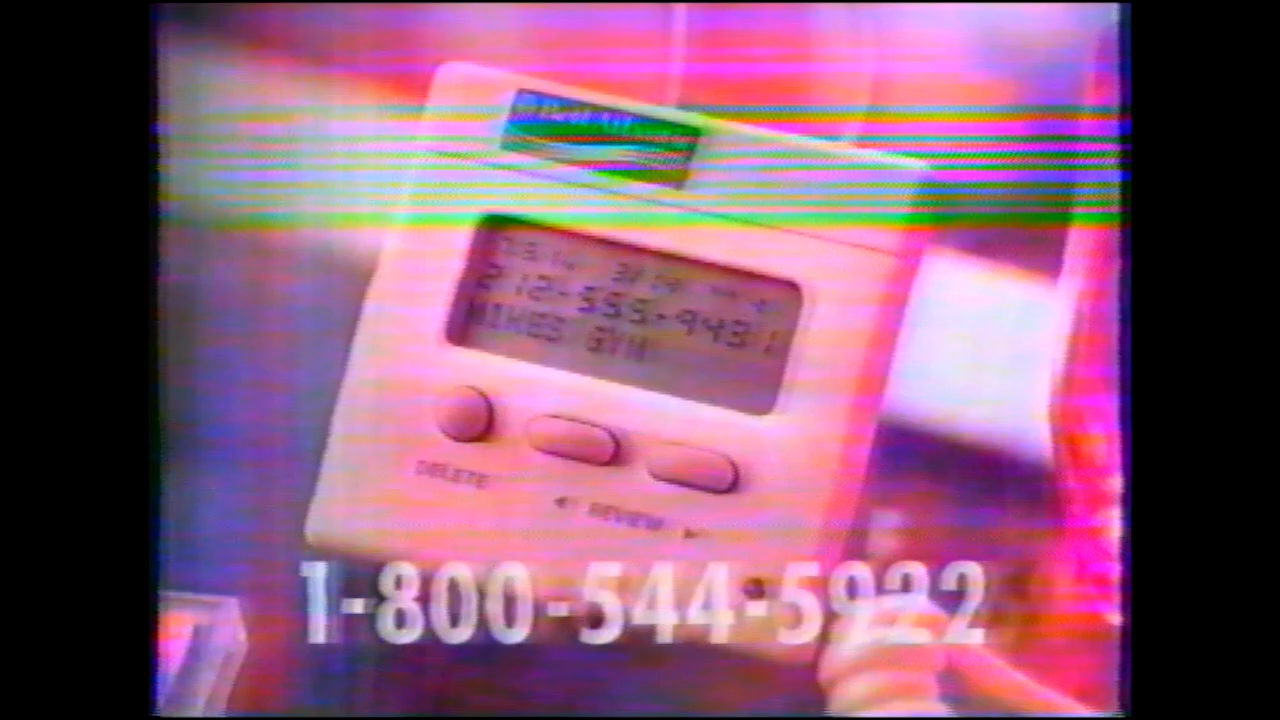 212-555-9431
MIKES GYM
DELETE
REVIEW
1-800-544-5922